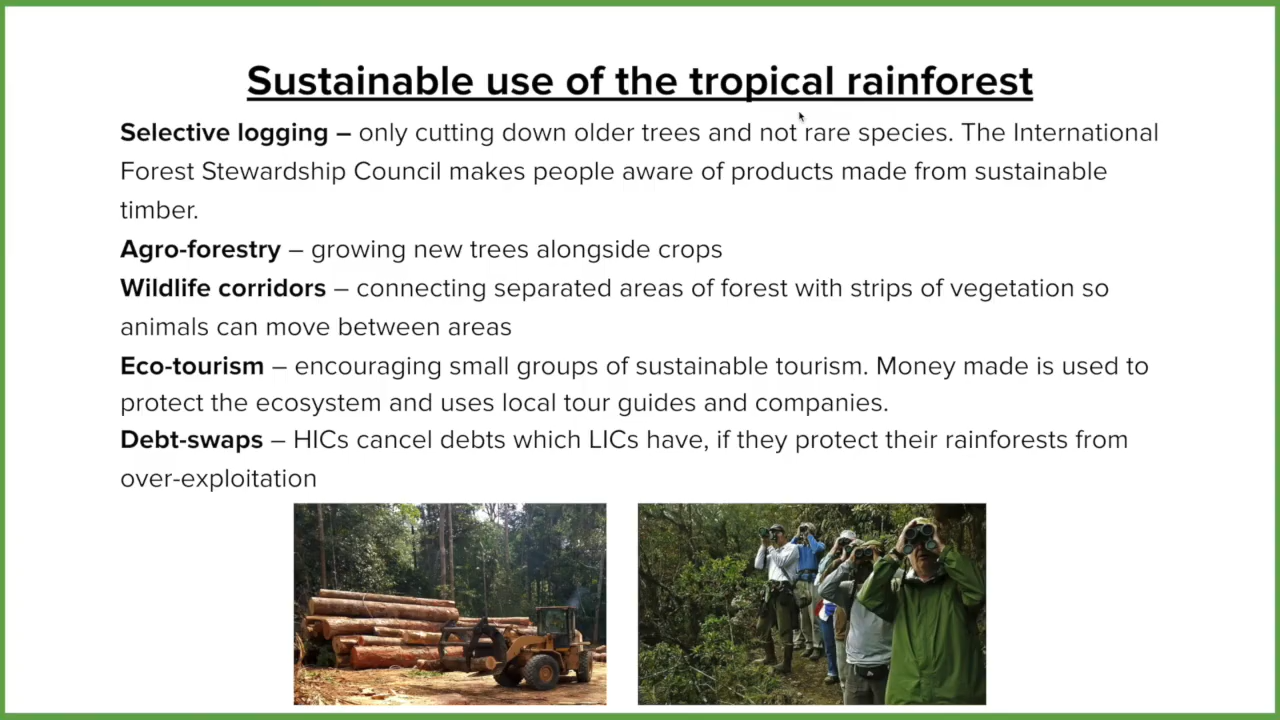 Sustainable use of the tropical rainforest
Selective logging – only cutting down older trees and not rare species. The International
Forest Stewardship Council makes people aware of products made from sustainable
timber.
Agro-forestry – growing new trees alongside crops
Wildlife corridors – connecting separated areas of forest with strips of vegetation so
animals can move between areas
Eco-tourism – encouraging small groups of sustainable tourism. Money made is used to
protect the ecosystem and uses local tour guides and companies.
Debt-swaps – HICs cancel debts which LICs have, if they protect their rainforests from
over-exploitation